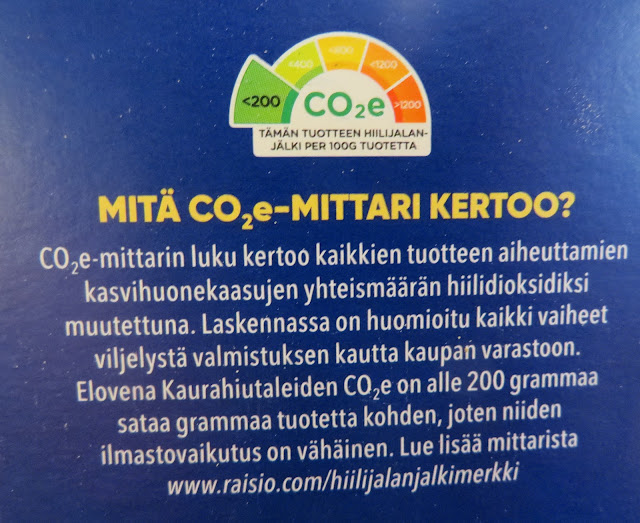 <200
<400
<800
<1200
>1200
CO₂e
TÄMÄN TUOTTEEN HIILIJALAN-
JÄLKI PER 100G TUOTETTA
MITÄ CO₂e-MITTARI KERTOO?
CO₂e-mittarin luku kertoo kaikkien tuotteen aiheuttamien
kasvihuonekaasujen yhteismäärän hiilidioksidiksi
muutettuna. Laskennassa on huomioitu kaikki vaiheet
viljelystä valmistuksen kautta kaupan varastoon.
Elovena Kaurahiutaleiden CO₂e on alle 200 grammaa
sataa grammaa tuotetta kohden, joten niiden
ilmastovaikutus on vähäinen. Lue lisää mittarista
www.raisio.com/hiilijalanjalkimerkki